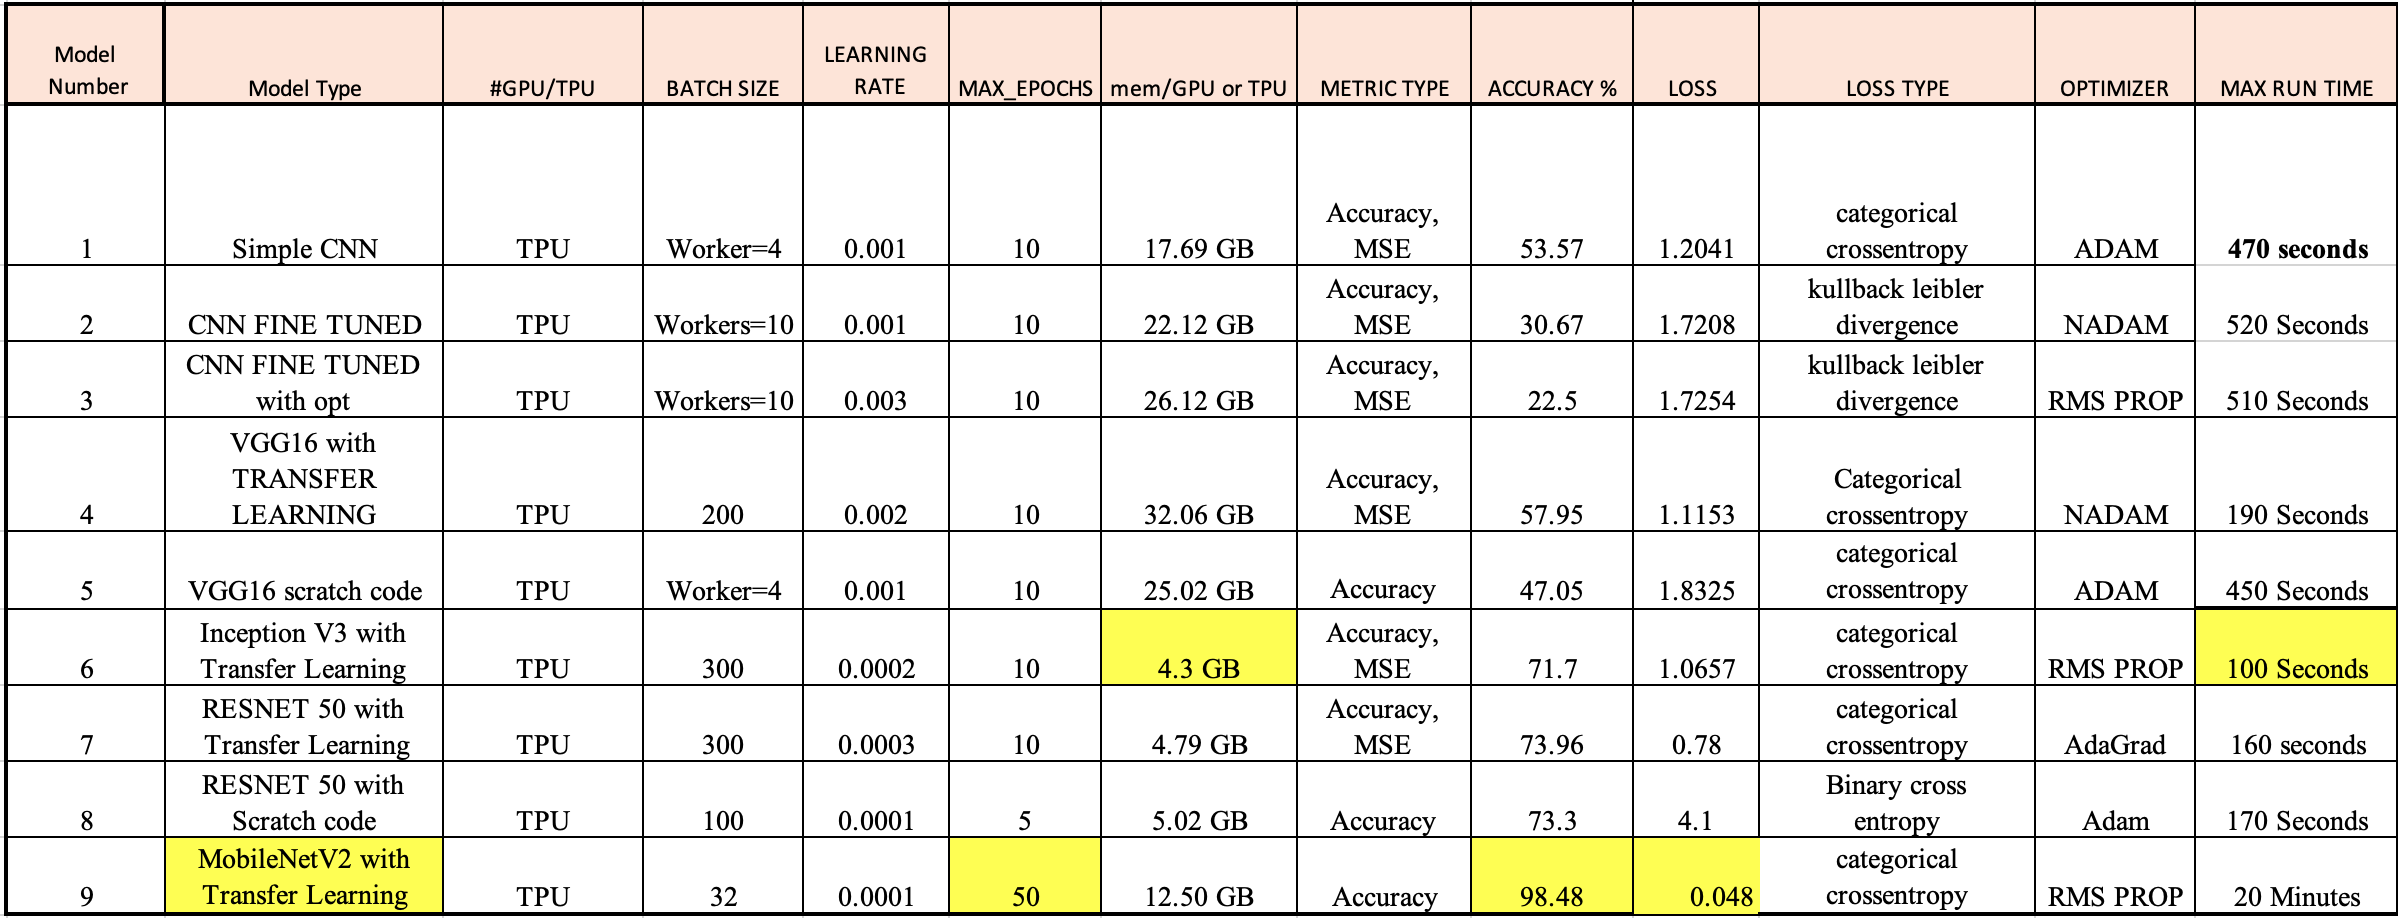 Model Number | Model Type | #GPU/TPU | BATCH SIZE | LEARNING RATE | MAX_EPOCHS | mem/GPU or TPU | METRIC TYPE | ACCURACY % | LOSS | LOSS TYPE | OPTIMIZER | MAX RUN TIME
1 | Simple CNN | TPU | Worker=4 | 0.001 | 10 | 17.69 GB | Accuracy, MSE | 53.57 | 1.2041 | categorical crossentropy | ADAM | 470 seconds
2 | CNN FINE TUNED | TPU | Workers=10 | 0.001 | 10 | 22.12 GB | Accuracy, MSE | 30.67 | 1.7208 | kullback leibler divergence | NADAM | 520 Seconds
3 | CNN FINE TUNED with opt | TPU | Workers=10 | 0.003 | 10 | 26.12 GB | Accuracy, MSE | 22.5 | 1.7254 | kullback leibler divergence | RMS PROP | 510 Seconds
4 | VGG16 with TRANSFER LEARNING | TPU | 200 | 0.002 | 10 | 32.06 GB | Accuracy, MSE | 57.95 | 1.1153 | Categorical crossentropy | NADAM | 190 Seconds
5 | VGG16 scratch code | TPU | Worker=4 | 0.001 | 10 | 25.02 GB | Accuracy | 47.05 | 1.8325 | categorical crossentropy | ADAM | 450 Seconds
6 | Inception V3 with Transfer Learning | TPU | 300 | 0.0002 | 10 | 4.3 GB | Accuracy, MSE | 71.7 | 1.0657 | categorical crossentropy | RMS PROP | 100 Seconds
7 | RESNET 50 with Transfer Learning | TPU | 300 | 0.0003 | 10 | 4.79 GB | Accuracy, MSE | 73.96 | 0.78 | categorical crossentropy | AdaGrad | 160 seconds
8 | RESNET 50 with Scratch code | TPU | 100 | 0.0001 | 5 | 5.02 GB | Accuracy | 73.3 | 4.1 | Binary cross entropy | Adam | 170 Seconds
9 | MobileNetV2 with Transfer Learning | TPU | 32 | 0.0001 | 50 | 12.50 GB | Accuracy | 98.48 | 0.048 | categorical crossentropy | RMS PROP | 20 Minutes